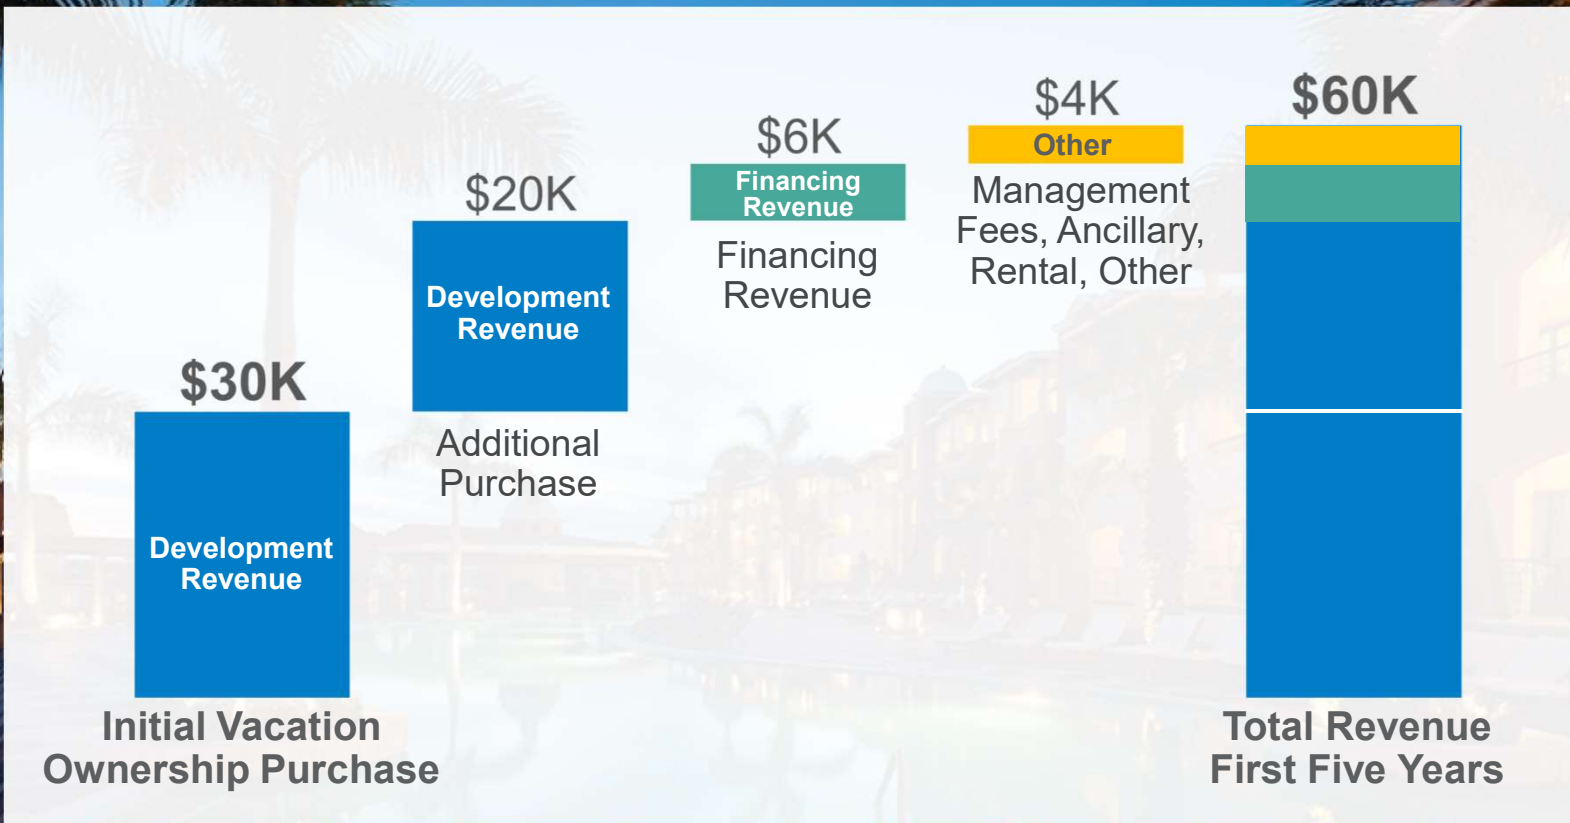 $30K
Development
Revenue
Initial Vacation
Ownership Purchase
$20K
Development
Revenue
Additional
Purchase
$6K
Financing
Revenue
Financing
Revenue
$4K
Other
Management
Fees, Ancillary,
Rental, Other
$60K
Total Revenue
First Five Years